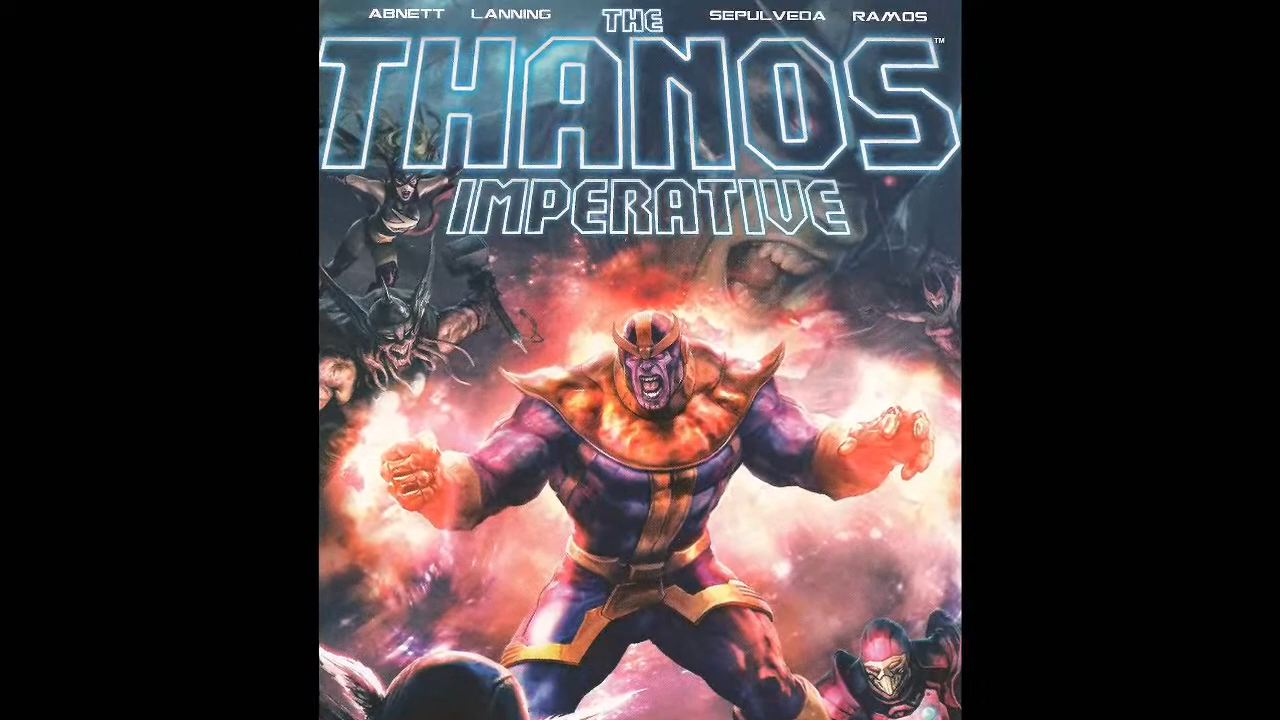 ABNETT LANNING THE SEPULVEDA RAMOS
THANOS™
IMPERATIVE